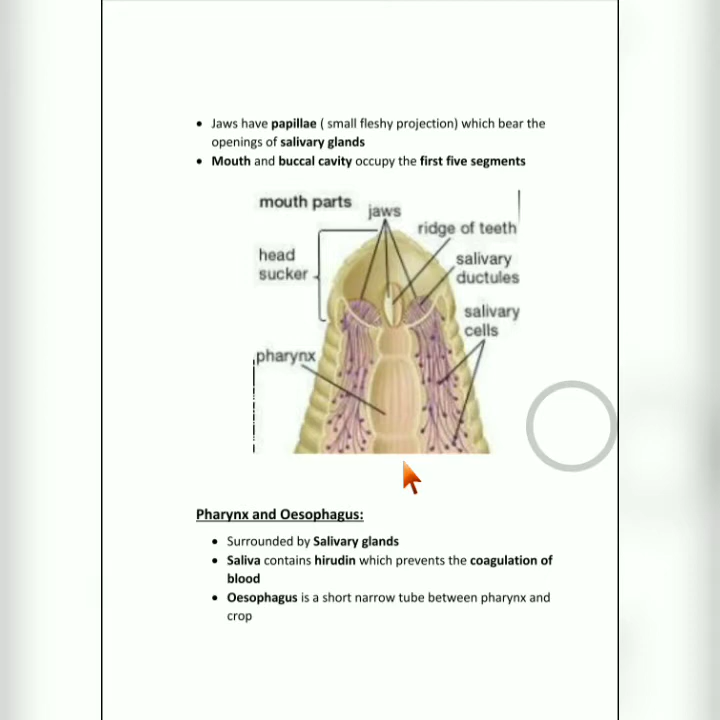 • Jaws have papillae ( small fleshy projection) which bear the
openings of salivary glands
• Mouth and buccal cavity occupy the first five segments
mouth parts
jaws
ridge of teeth
head
sucker
salivary
ductules
salivary
cells
pharynx
Pharynx and Oesophagus:
• Surrounded by Salivary glands
• Saliva contains hirudin which prevents the coagulation of
blood
• Oesophagus is a short narrow tube between pharynx and
crop